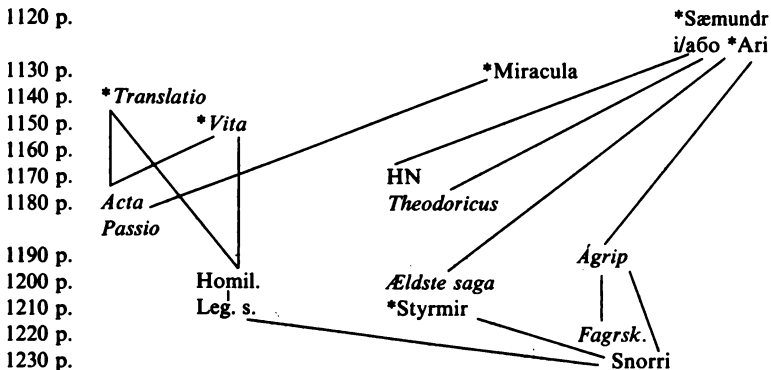 1120 р. *Sæmundr
і/або *Ari
1130 р. *Miracula
1140 р. *Translatio
1150 р. *Vita
1160 р.
1170 р. HN
1180 р. Acta Theodoricus
Passio
1190 р. Ágrip
1200 р. Homil. Ældste saga
1210 р. Leg. s. *Styrmir
1220 р. Fagrsk.
1230 р. Snorri